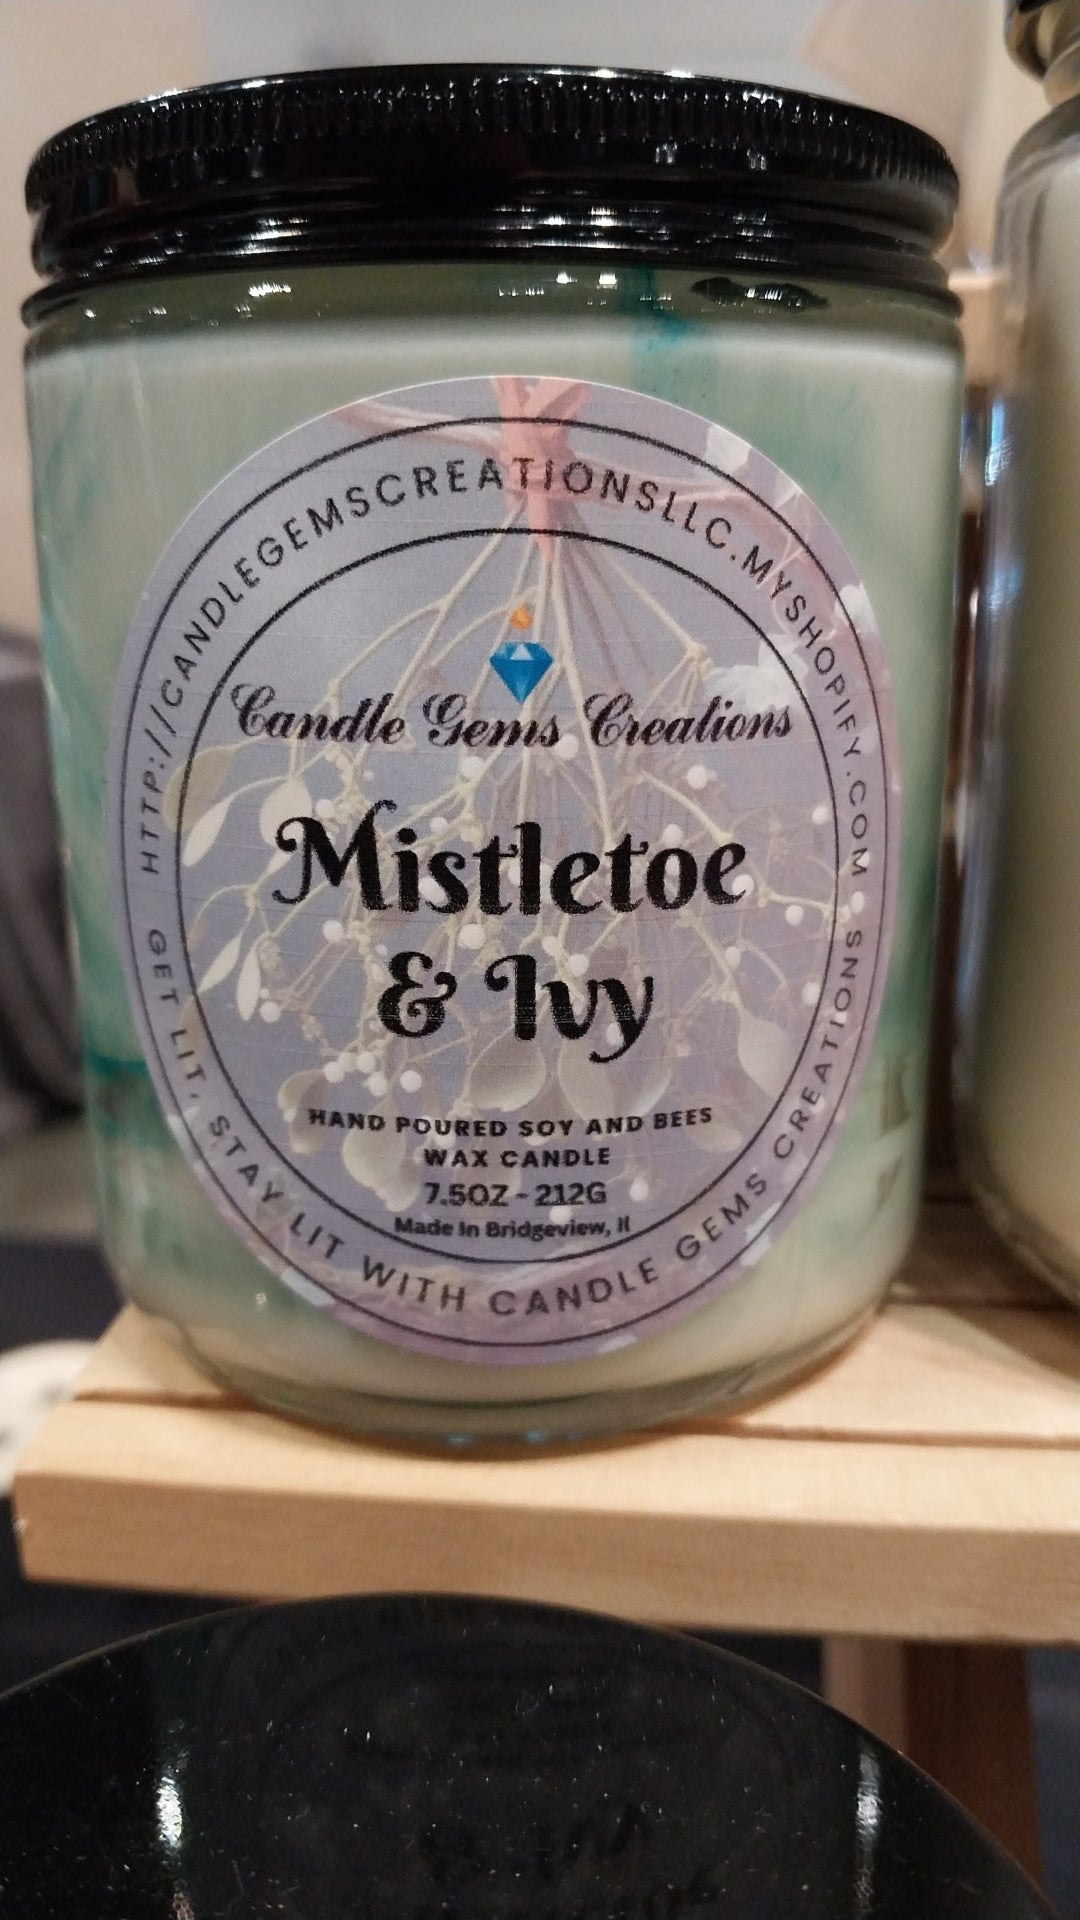 HTTP://CANDLEGEMSCREATIONSLLC.MYSHOPIFY.COM
Candle Gems Creations
Mistletoe
& Ivy
HAND POURED SOY AND BEES
WAX CANDLE
7.5OZ - 212G
Made In Bridgeview, Il
GET LIT, STAY LIT WITH CANDLE GEMS CREATIONS